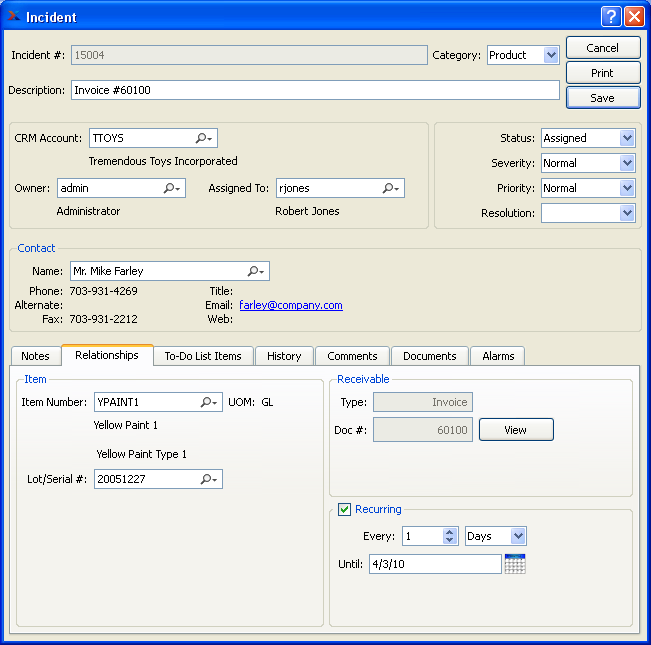 Incident
Incident #: 15004 Category: Product Cancel
Print
Description: Invoice #60100 Save
CRM Account: TTOYS Status: Assigned
Tremendous Toys Incorporated Severity: Normal
Owner: admin Assigned To: rjones Priority: Normal
Administrator Robert Jones Resolution:
Contact
Name: Mr. Mike Farley
Phone: 703-931-4269 Title:
Alternate: Email: farley@company.com
Fax: 703-931-2212 Web:
Notes Relationships To-Do List Items History Comments Documents Alarms
Item Receivable
Item Number: YPAINT1 UOM: GL Type: Invoice
Yellow Paint 1 Doc #: 60100 View
Yellow Paint Type 1
Lot/Serial #: 20051227
Recurring
Every: 1 Days
Until: 4/3/10